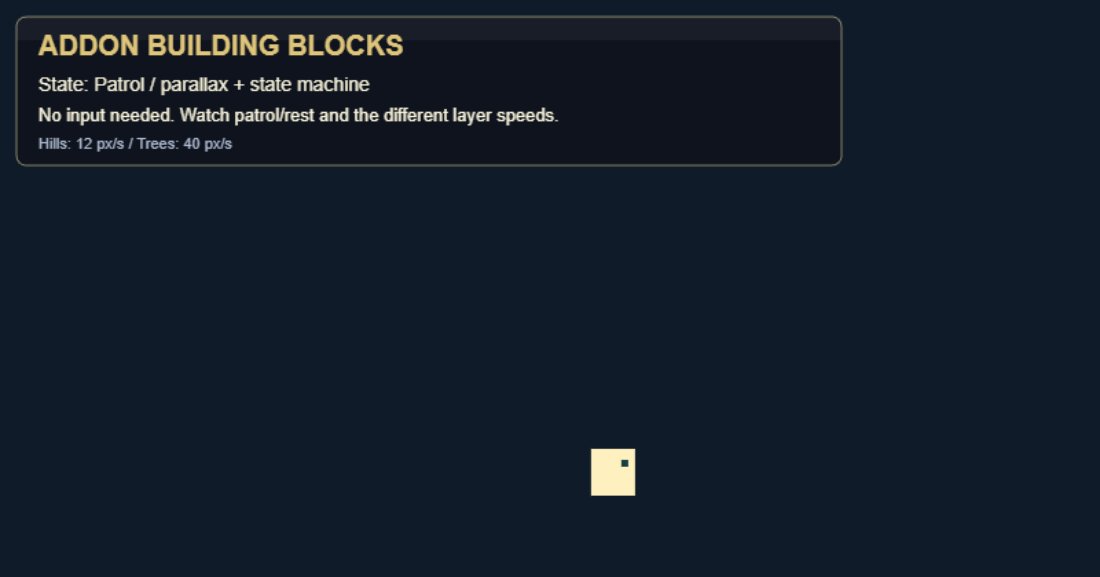 ADDON BUILDING BLOCKS
State: Patrol / parallax + state machine
No input needed. Watch patrol/rest and the different layer speeds.
Hills: 12 px/s / Trees: 40 px/s